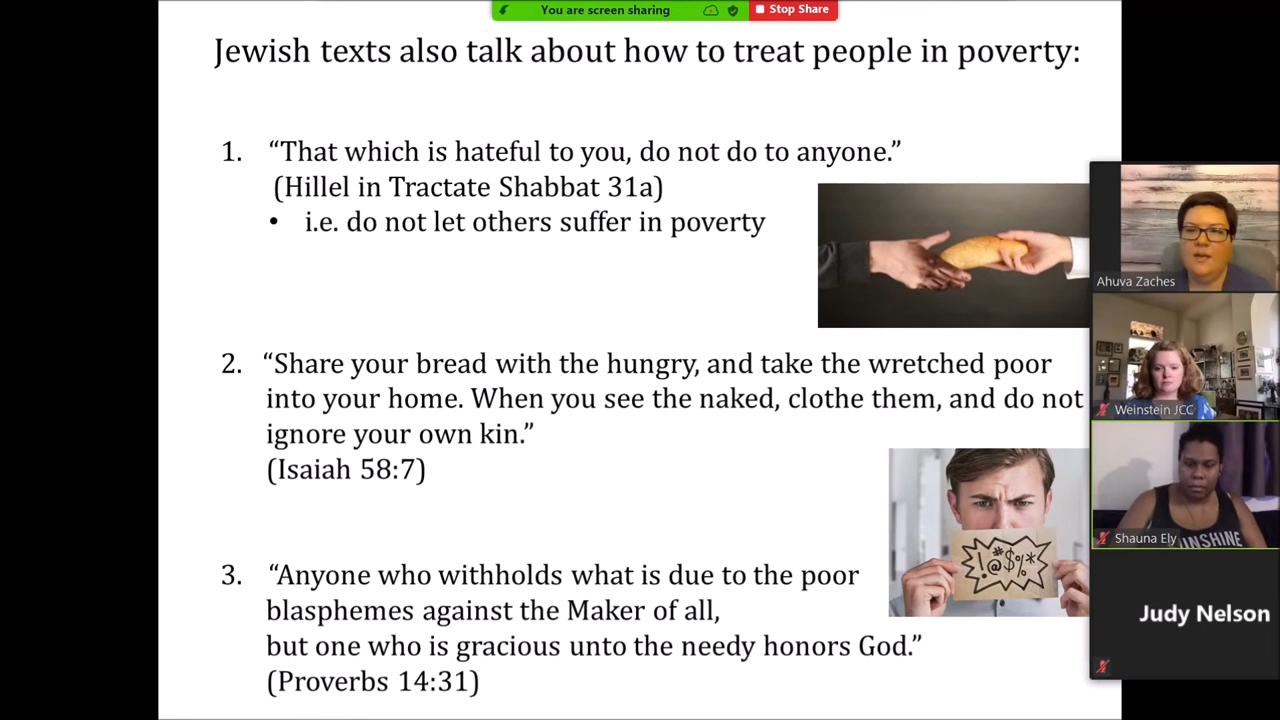 You are screen sharing
Stop Share
Jewish texts also talk about how to treat people in poverty:
1. “That which is hateful to you, do not do to anyone.”
(Hillel in Tractate Shabbat 31a)
• i.e. do not let others suffer in poverty
2. “Share your bread with the hungry, and take the wretched poor
into your home. When you see the naked, clothe them, and do not
ignore your own kin.”
(Isaiah 58:7)
3. “Anyone who withholds what is due to the poor
blasphemes against the Maker of all,
but one who is gracious unto the needy honors God.”
(Proverbs 14:31)
!@#$%*
Ahuva Zaches
Weinstein JCC
UNSHINE
Shauna Ely
Judy Nelson